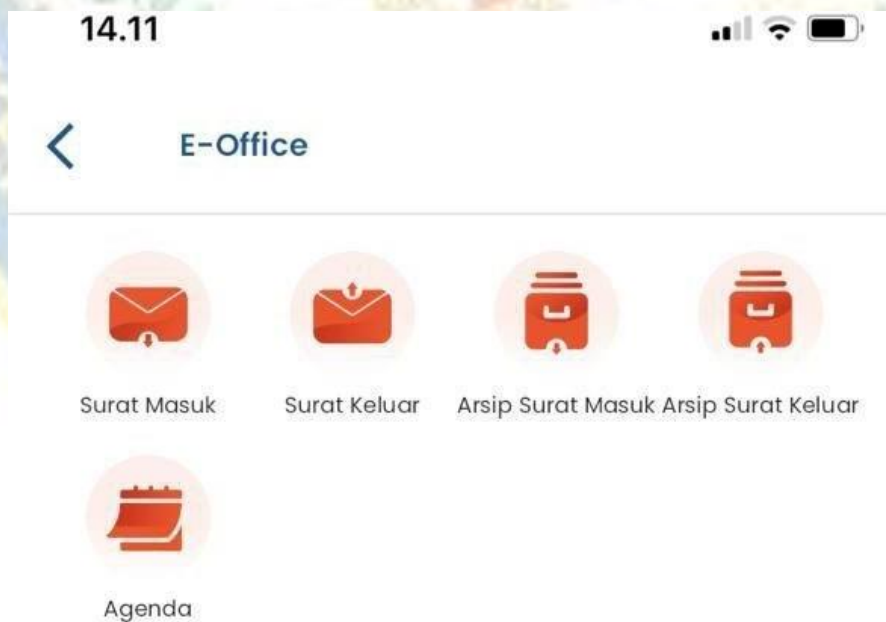 14.11
E-Office
Surat Masuk Surat Keluar Arsip Surat Masuk Arsip Surat Keluar
Agenda